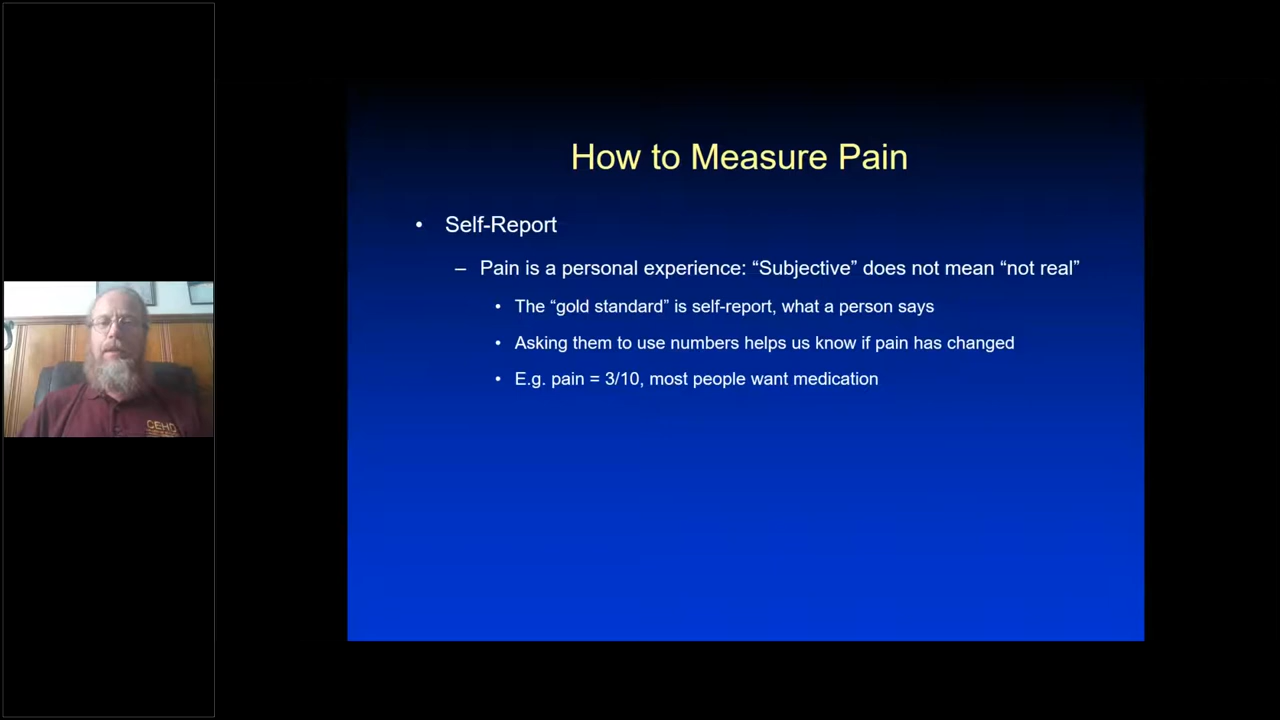 How to Measure Pain
• Self-Report
– Pain is a personal experience: “Subjective” does not mean “not real”
• The “gold standard” is self-report, what a person says
• Asking them to use numbers helps us know if pain has changed
• E.g. pain = 3/10, most people want medication
CEHD